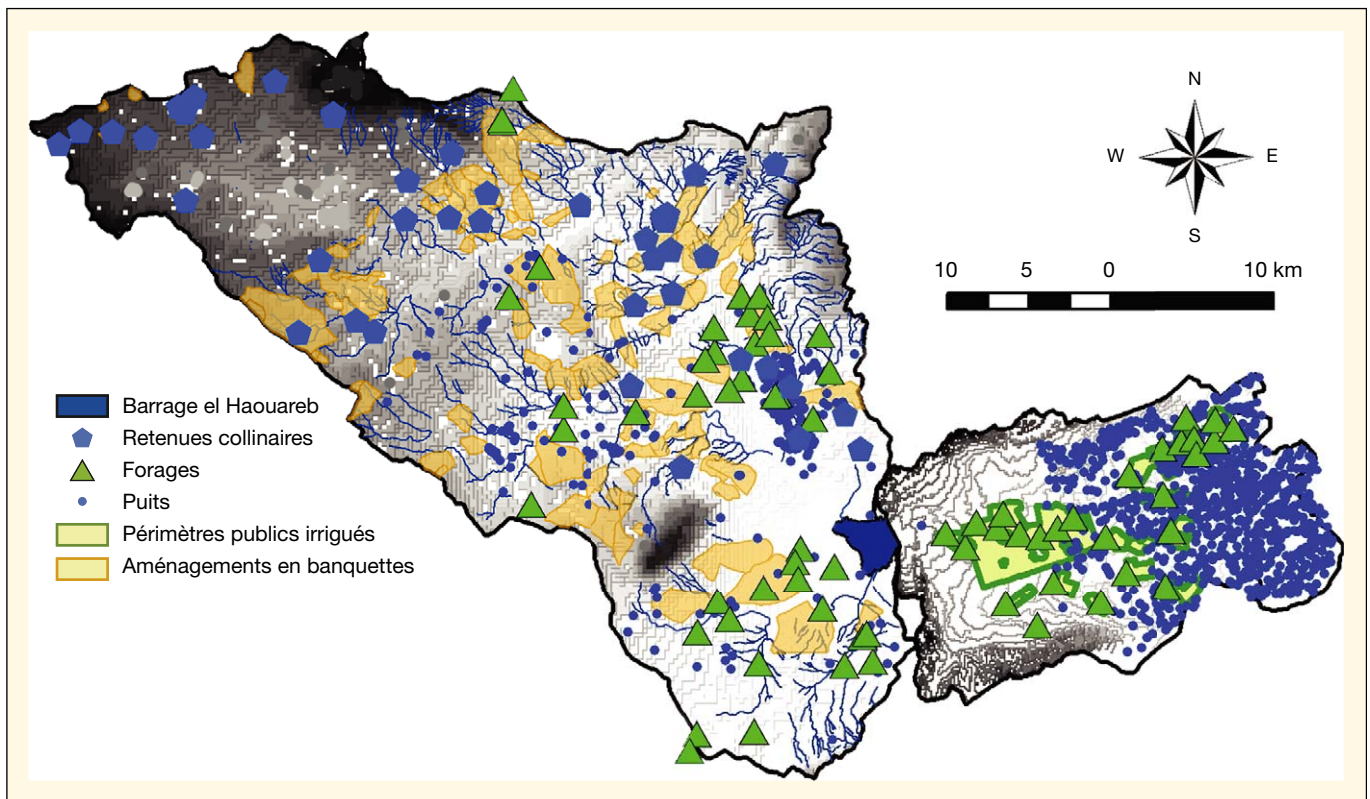 N
W
E
S
10
5
0
10 km
Barrage el Haouareb
Retenues collinaires
Forages
Puits
Périmètres publics irrigués
Aménagements en banquettes